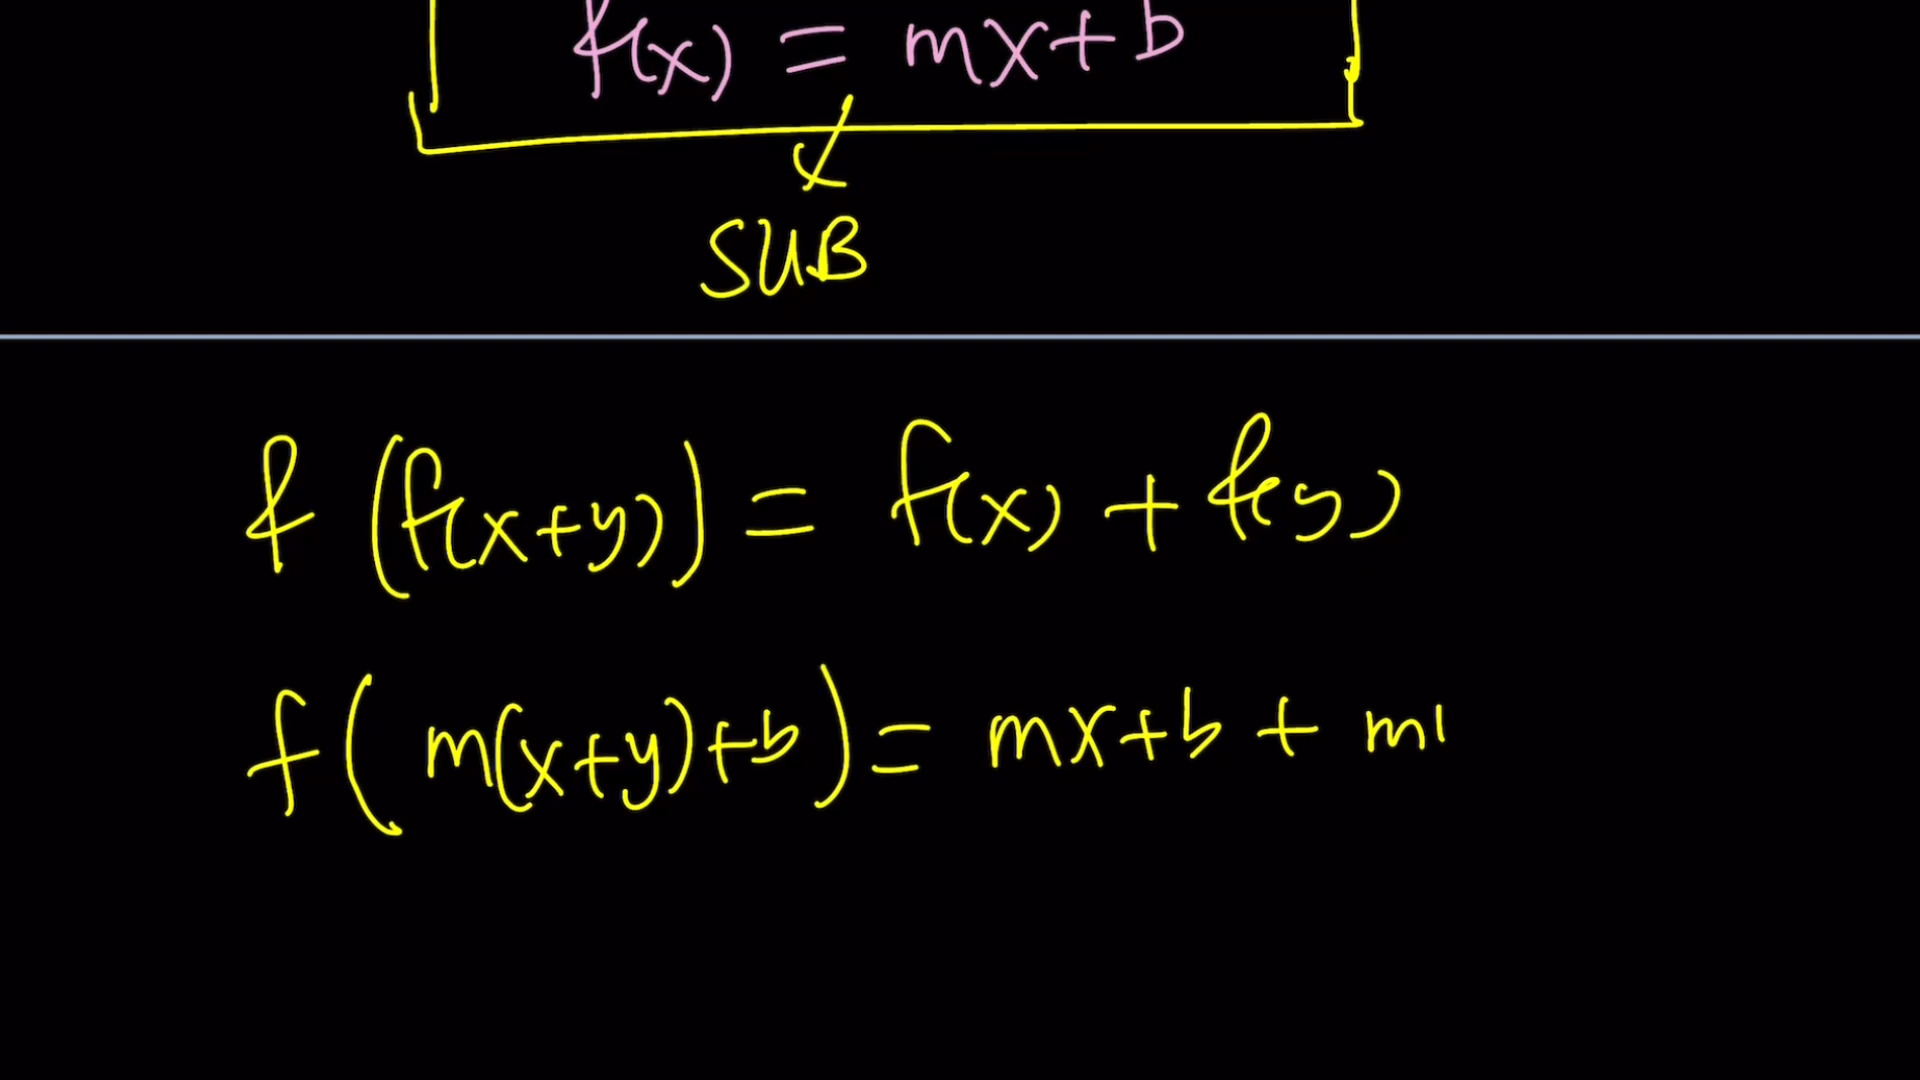 f(x) = mx+b
SUB
f (f(x+y)) = f(x) + f(y)
f( m(x+y)+b ) = mx+b + m